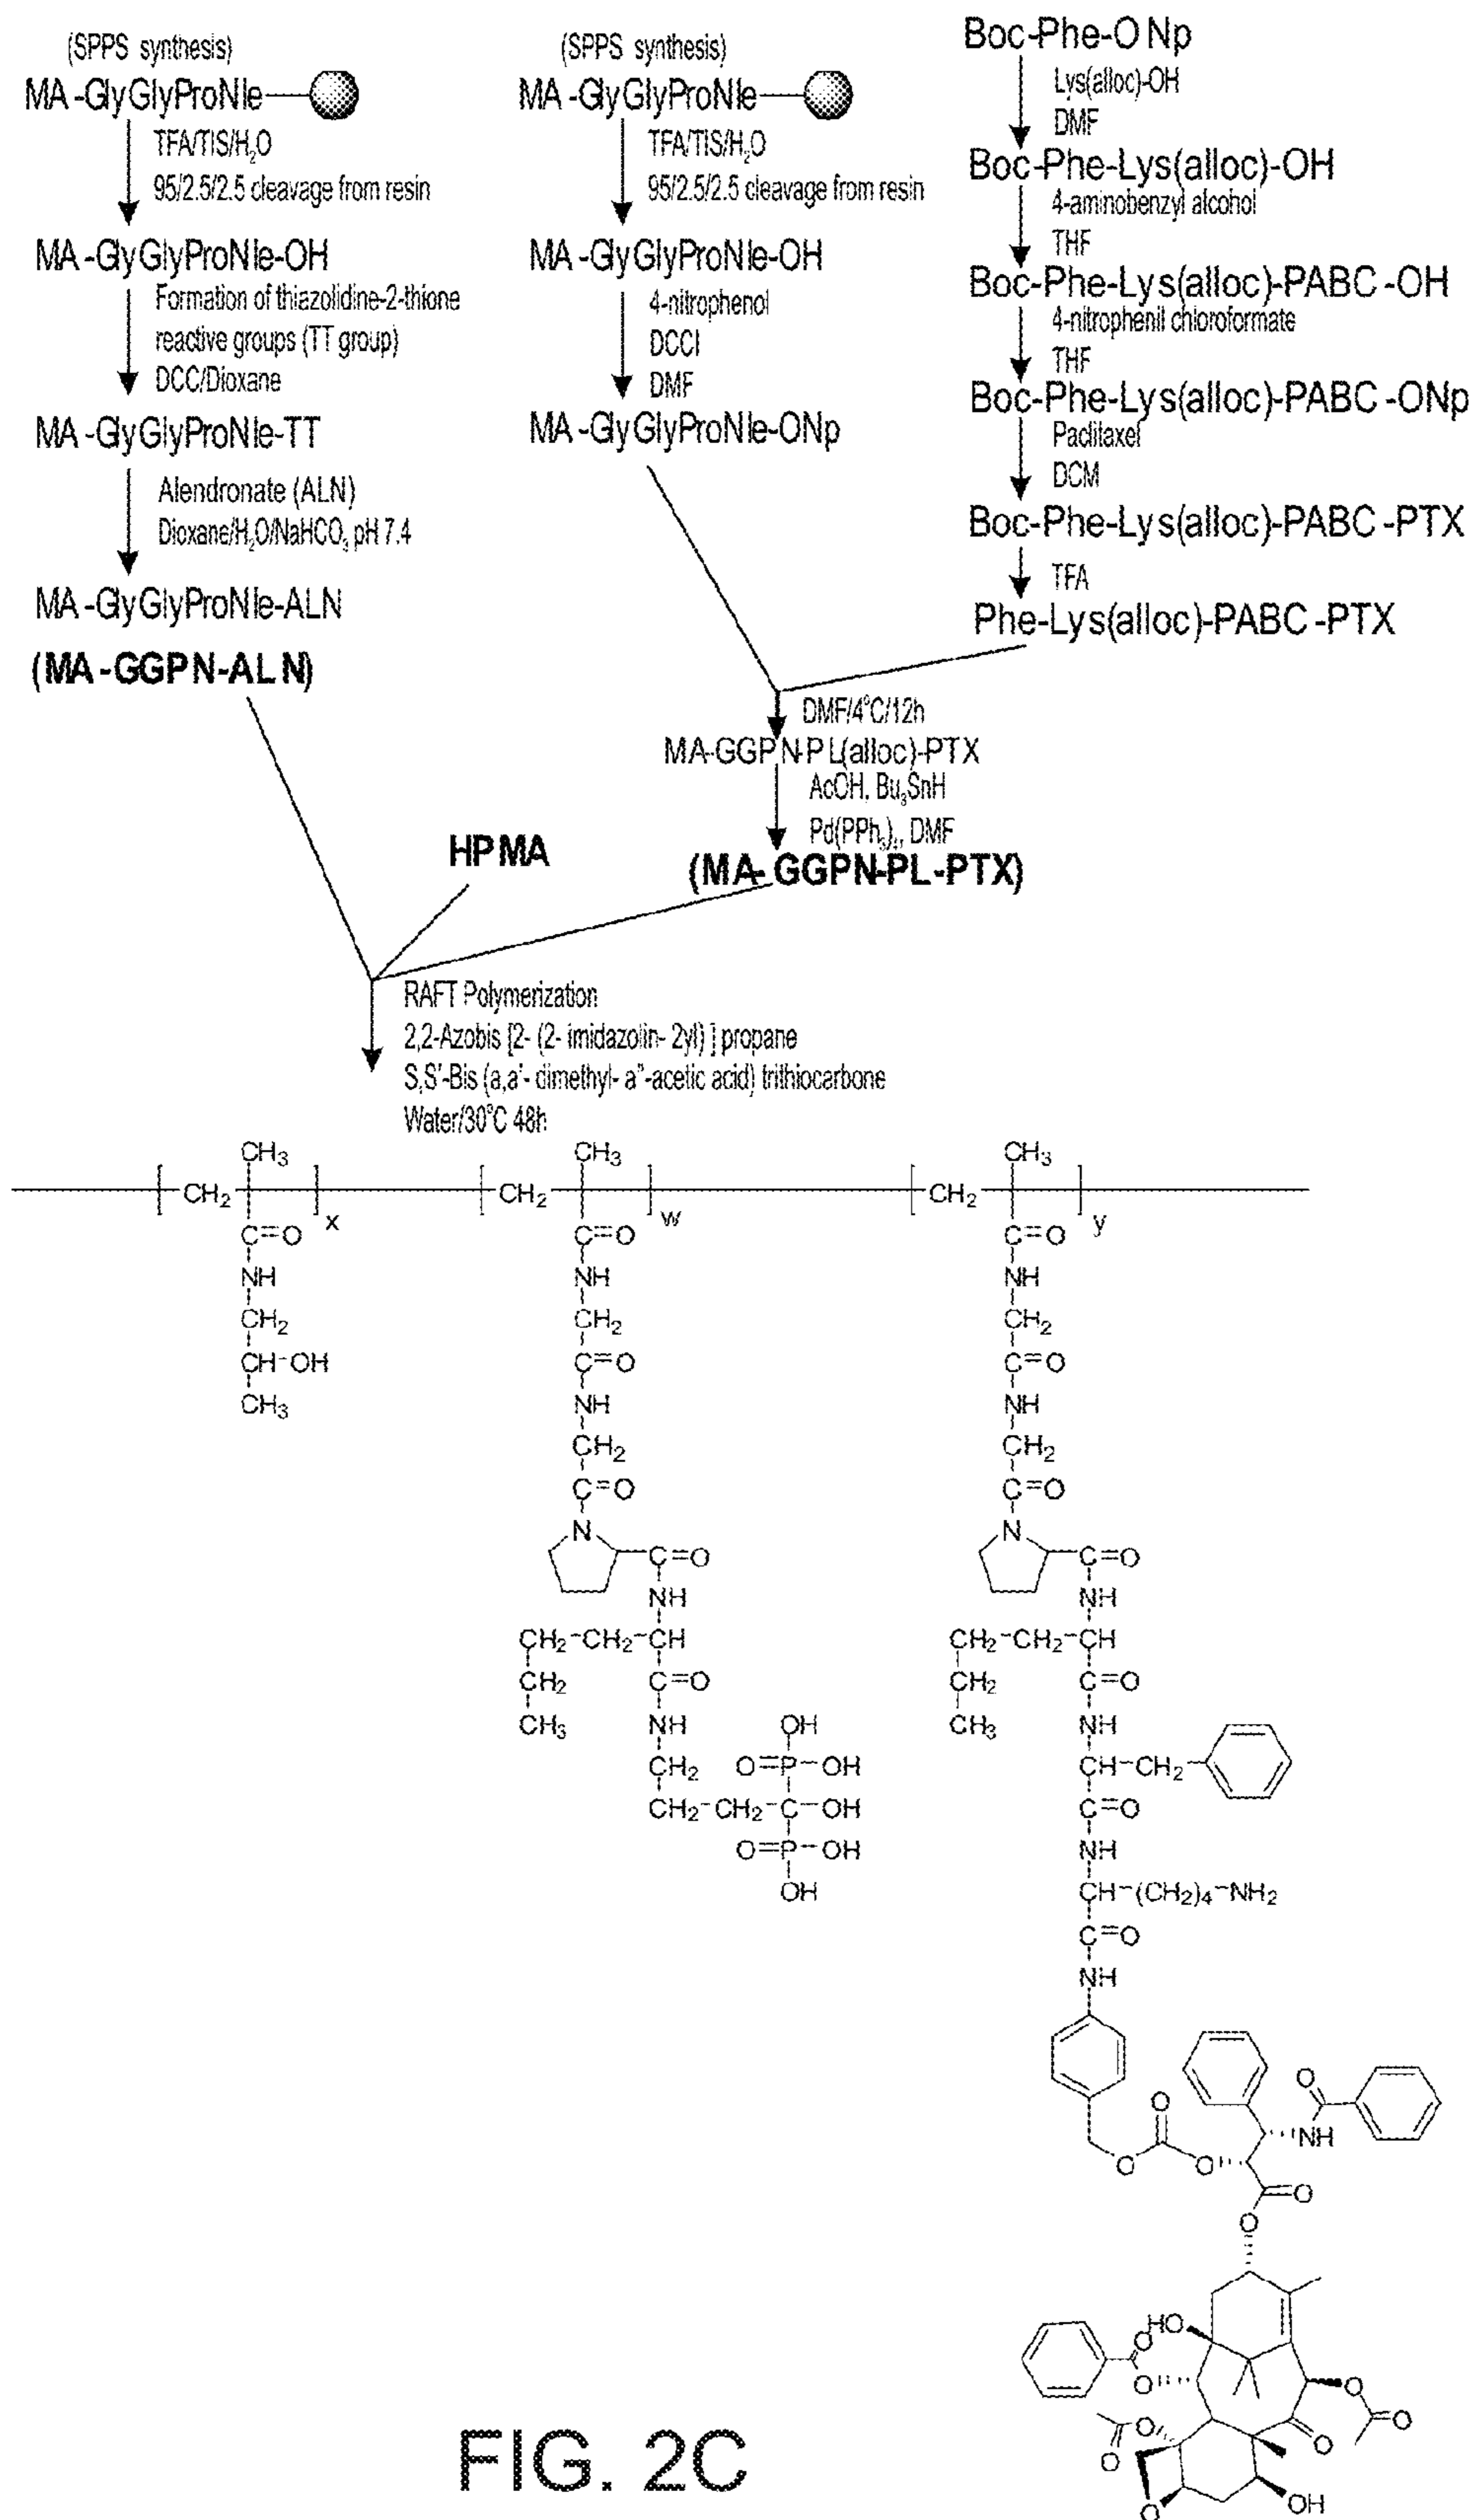 (SPPS synthesis)
MA-GlyGlyProNle
TFA/TIS/H2O
95/2.5/2.5 cleavage from resin
MA-GlyGlyProNle-OH
Formation of thiazolidine-2-thione
reactive groups (TT group)
DCC/Dioxane
MA-GlyGlyProNle-TT
Alendronate (ALN)
Dioxane/H2O/NaHCO3 pH 7.4
MA-GlyGlyProNle-ALN
(MA-GGPN-ALN)
(SPPS synthesis)
MA-GlyGlyProNle
TFA/TIS/H2O
95/2.5/2.5 cleavage from resin
MA-GlyGlyProNle-OH
4-nitrophenol
DCCI
DMF
MA-GlyGlyProNle-ONp
Boc-Phe-ONp
Lys(alloc)-OH
DMF
Boc-Phe-Lys(alloc)-OH
4-aminobenzyl alcohol
THF
Boc-Phe-Lys(alloc)-PABC-OH
4-nitrophenil chloroformate
THF
Boc-Phe-Lys(alloc)-PABC-ONp
Paclitaxel
DCM
Boc-Phe-Lys(alloc)-PABC-PTX
TFA
Phe-Lys(alloc)-PABC-PTX
DMF/4°C/12h
MA-GGPN-PL(alloc)-PTX
AcOH, Bu3SnH
Pd(PPh3)4, DMF
(MA-GGPN-PL-PTX)
HPMA
RAFT Polymerization
2,2-Azobis [2- (2- imidazolin- 2yl) ] propane
S,S'-Bis (a,a'- dimethyl- a''-acetic acid) trithiocarbone
Water/30°C 48h
CH3
CH2
x
C=O
NH
CH2
CH-OH
CH3
CH3
CH2
w
C=O
NH
CH2
C=O
NH
CH2
C=O
N
C=O
NH
CH2-CH2-CH
CH2 C=O
CH3 NH OH
CH2 O=P-OH
CH2-CH2-C-OH
O=P-OH
OH
CH3
CH2
y
C=O
NH
CH2
C=O
NH
CH2
C=O
N
C=O
NH
CH2-CH2-CH
CH2 C=O
CH3 NH
CH-CH2
C=O
NH
CH-(CH2)4-NH2
C=O
NH
O
O
NH
O
O
O
O
HO
O
O
O
O
O
O
O
O
OH
FIG. 2C